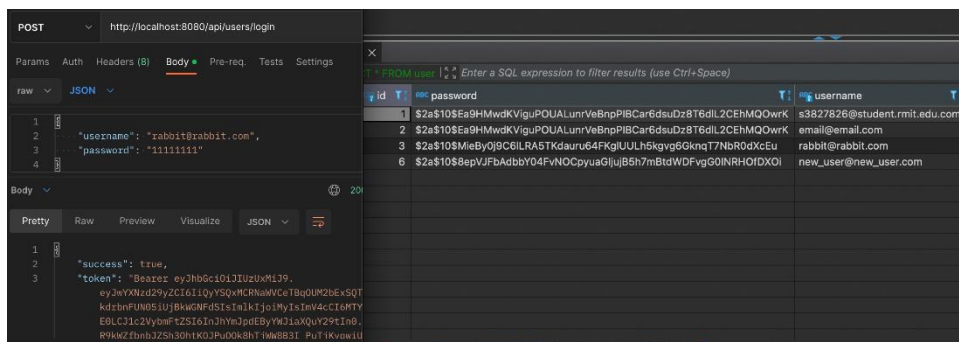 POST http://localhost:8080/api/users/login
Params Auth Headers (8) Body Pre-req. Tests Settings
raw JSON
1 {
2 "username": "rabbit@rabbit.com",
3 "password": "11111111"
4 }
Body 200
Pretty Raw Preview Visualize JSON
1 {
2 "success": true,
3 "token": "Bearer eyJhbGciOiJIUzUxMiJ9.
T * FROM user Enter a SQL expression to filter results (use Ctrl+Space)
id password username
1 $2a$10$Ea9HMwdKViguPOUALunrVeBnpPIBCar6dsuDz8T6dlL2CEhMQOwrK s3827826@student.rmit.edu.com
2 $2a$10$Ea9HMwdKViguPOUALunrVeBnpPIBCar6dsuDz8T6dlL2CEhMQOwrK email@email.com
3 $2a$10$MieBy0j9C6ILRA5TKdauru64FKglUULh5kgvg6GknqT7NbR0dXcEu rabbit@rabbit.com
6 $2a$10$8epVJFbAdbbY04FvNOCpyuaGljujB5h7mBtdWDFvgG0INRHOfDXOi new_user@new_user.com